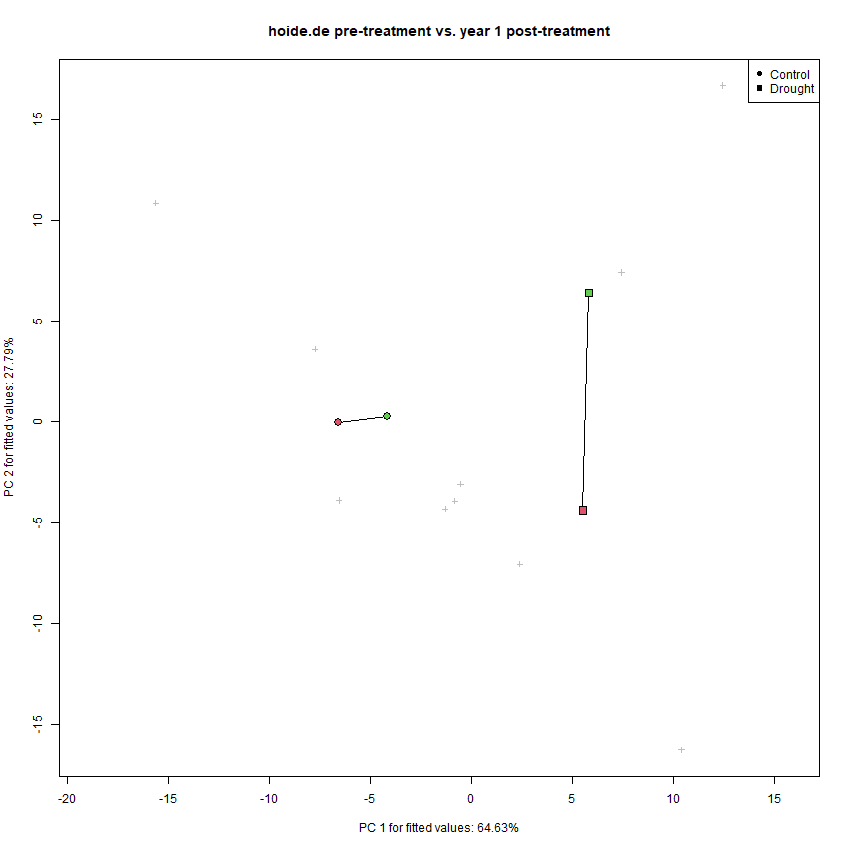 hoide.de pre-treatment vs. year 1 post-treatment
Control
Drought
15
10
5
0
-5
-10
-15
PC 2 for fitted values: 27.79%
-20 -15 -10 -5 0 5 10 15
PC 1 for fitted values: 64.63%